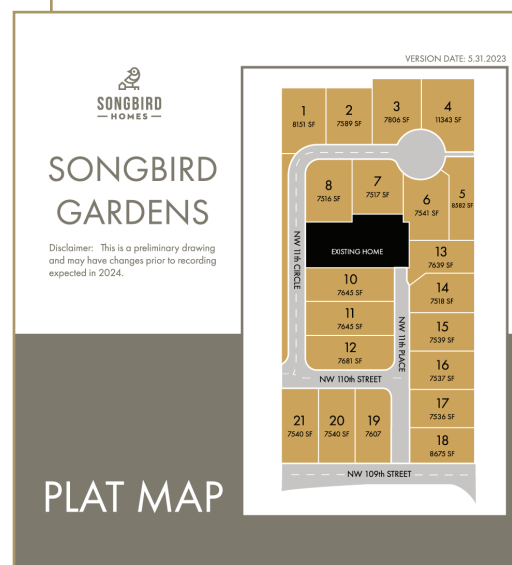 VERSION DATE: 5.31.2023
SONGBIRD
HOMES
SONGBIRD
GARDENS
Disclaimer: This is a preliminary drawing
and may have changes prior to recording
expected in 2024.
PLAT MAP
1
8151 SF
2
7589 SF
3
7806 SF
4
11343 SF
8
7516 SF
7
7517 SF
6
7541 SF
5
8582 SF
EXISTING HOME
NW 11th CIRCLE
13
7639 SF
10
7645 SF
14
7518 SF
11
7645 SF
NW 11th PLACE
15
7539 SF
12
7681 SF
16
7537 SF
NW 110th STREET
17
7536 SF
21
7540 SF
20
7540 SF
19
7607
18
8675 SF
NW 109th STREET